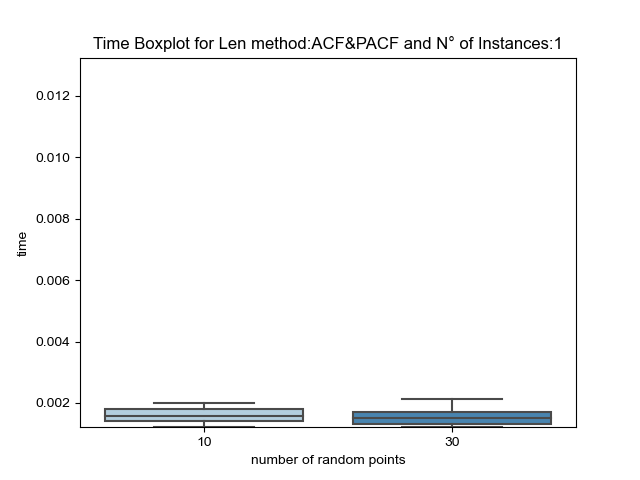 Time Boxplot for Len method:ACF&PACF and N° of Instances:1
0.012
0.010
0.008
0.006
0.004
0.002
time
10
30
number of random points